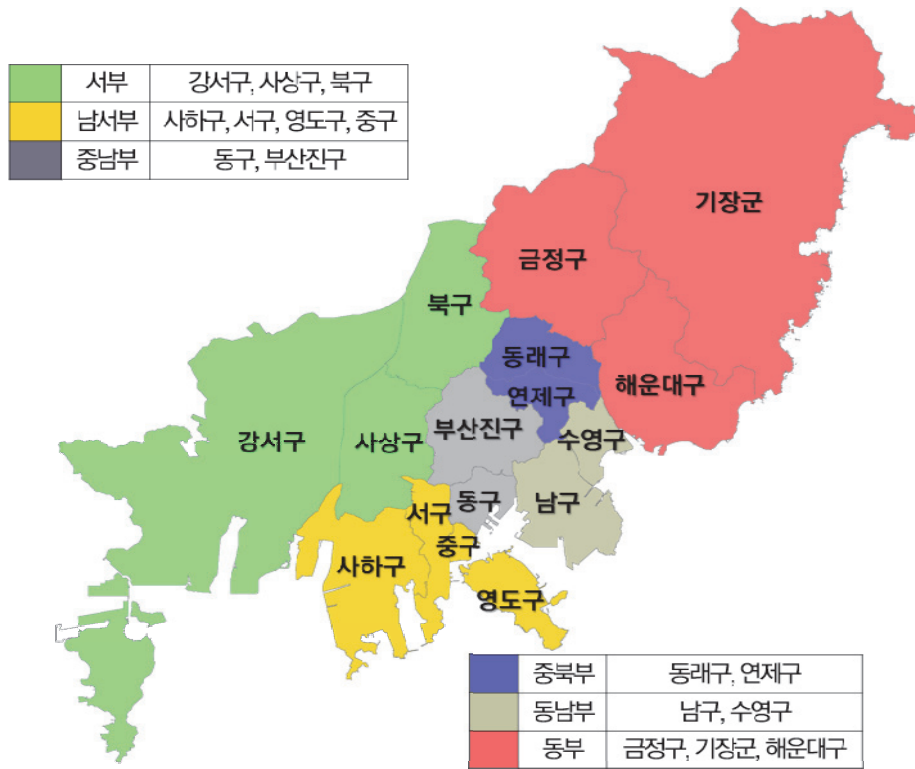 서부 강서구, 사상구, 북구
남서부 사하구, 서구, 영도구, 중구
중남부 동구, 부산진구
기장군
금정구
북구
동래구
해운대구
연제구
부산진구
수영구
강서구
사상구
동구
남구
서구
중구
사하구
영도구
중북부 동래구, 연제구
동남부 남구, 수영구
동부 금정구, 기장군, 해운대구